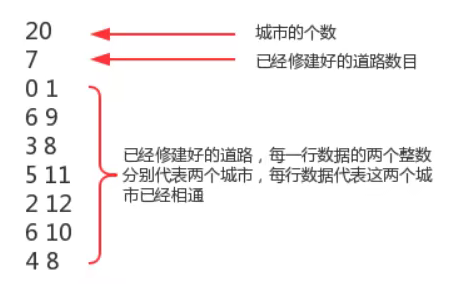 20
城市的个数
7
已经修建好的道路数目
0 1
6 9
3 8
5 11
2 12
6 10
4 8
已经修建好的道路，每一行数据的两个整数
分别代表两个城市，每行数据代表这两个城
市已经相通